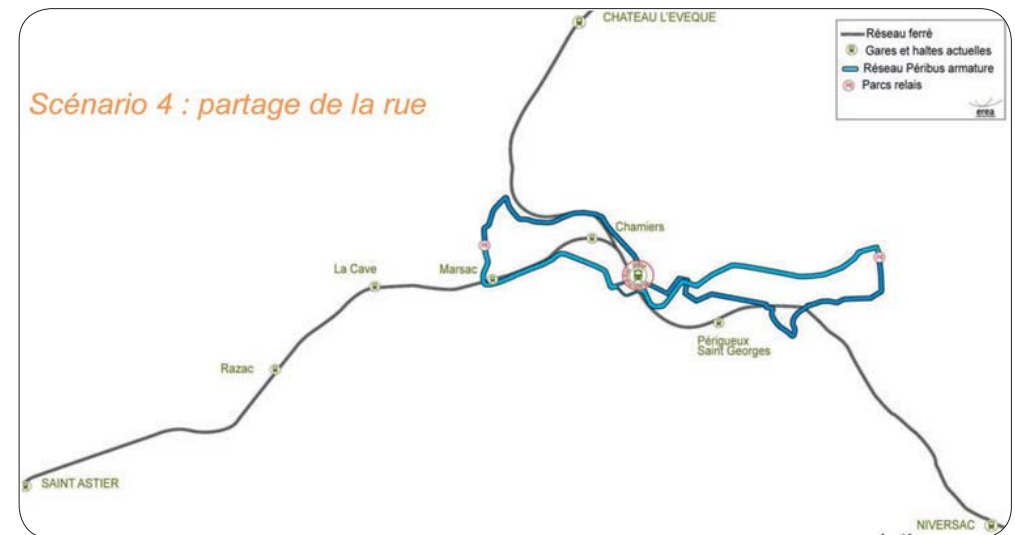 CHATEAU L'EVEQUE
Réseau ferré
Gares et haltes actuelles
Réseau Péribus armature
Parcs relais
erea
Scénario 4 : partage de la rue
Chamiers
La Cave
Marsac
Périgueux
Saint Georges
Razac
SAINT ASTIER
NIVERSAC